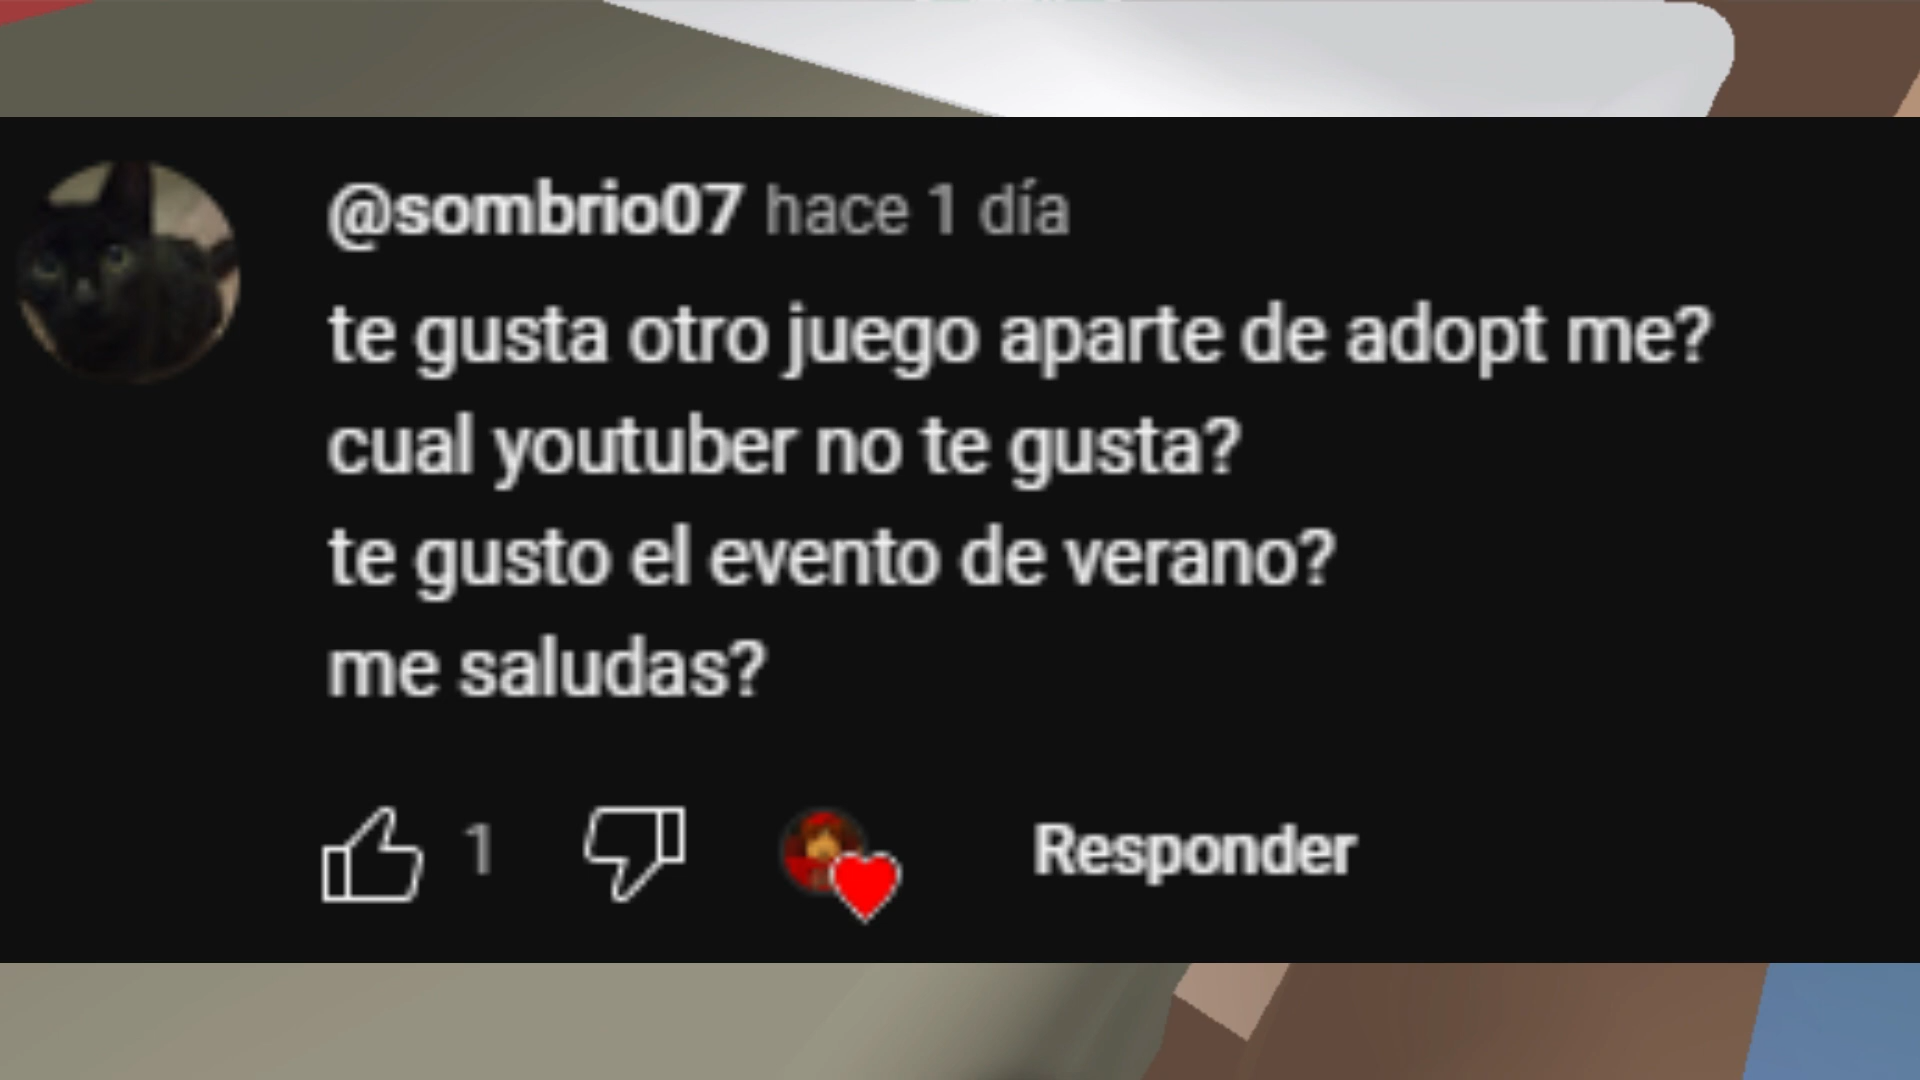 @sombrio07 hace 1 día
te gusta otro juego aparte de adopt me?
cual youtuber no te gusta?
te gusto el evento de verano?
me saludas?
1 Responder